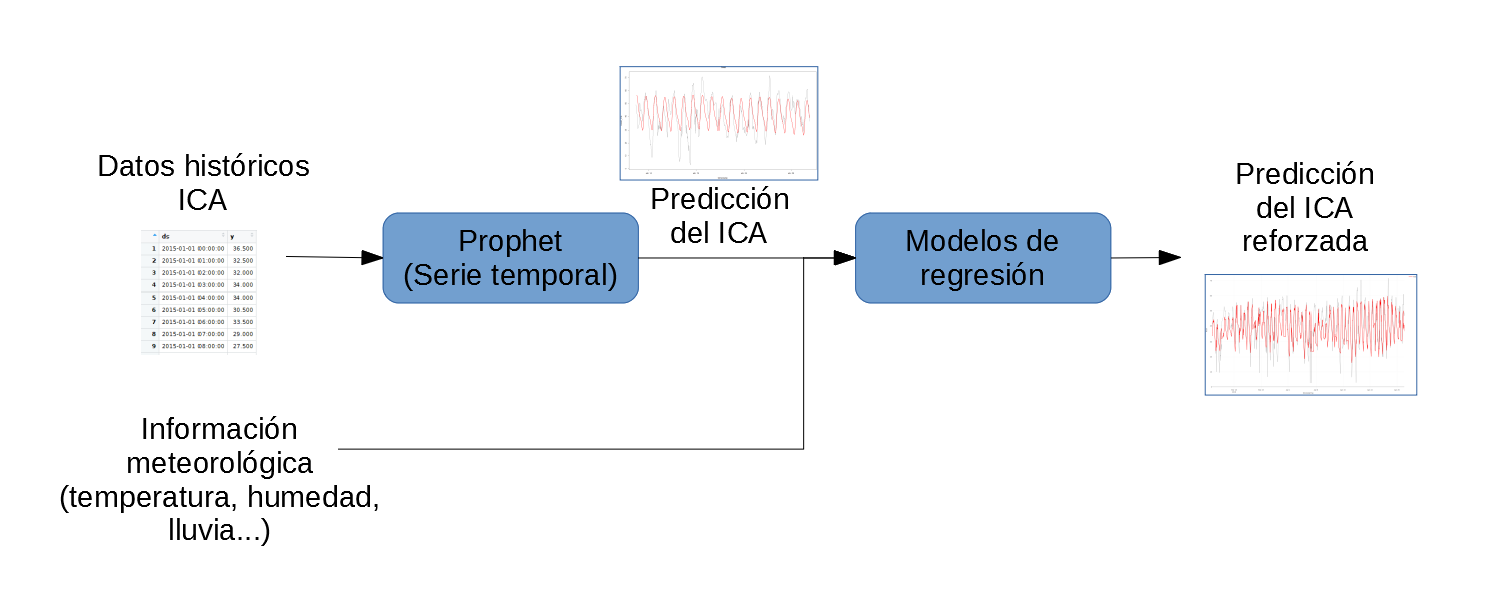 Datos históricos
ICA
ds y
1 2015-01-01 00:00:00 36.500
2 2015-01-01 01:00:00 32.500
3 2015-01-01 02:00:00 32.000
4 2015-01-01 03:00:00 34.000
5 2015-01-01 04:00:00 34.000
6 2015-01-01 05:00:00 30.500
7 2015-01-01 06:00:00 33.500
8 2015-01-01 07:00:00 29.000
9 2015-01-01 08:00:00 27.500
Prophet
(Serie temporal)
Predicción
del ICA
Modelos de
regresión
Predicción
del ICA
reforzada
Información
meteorológica
(temperatura, humedad,
lluvia...)